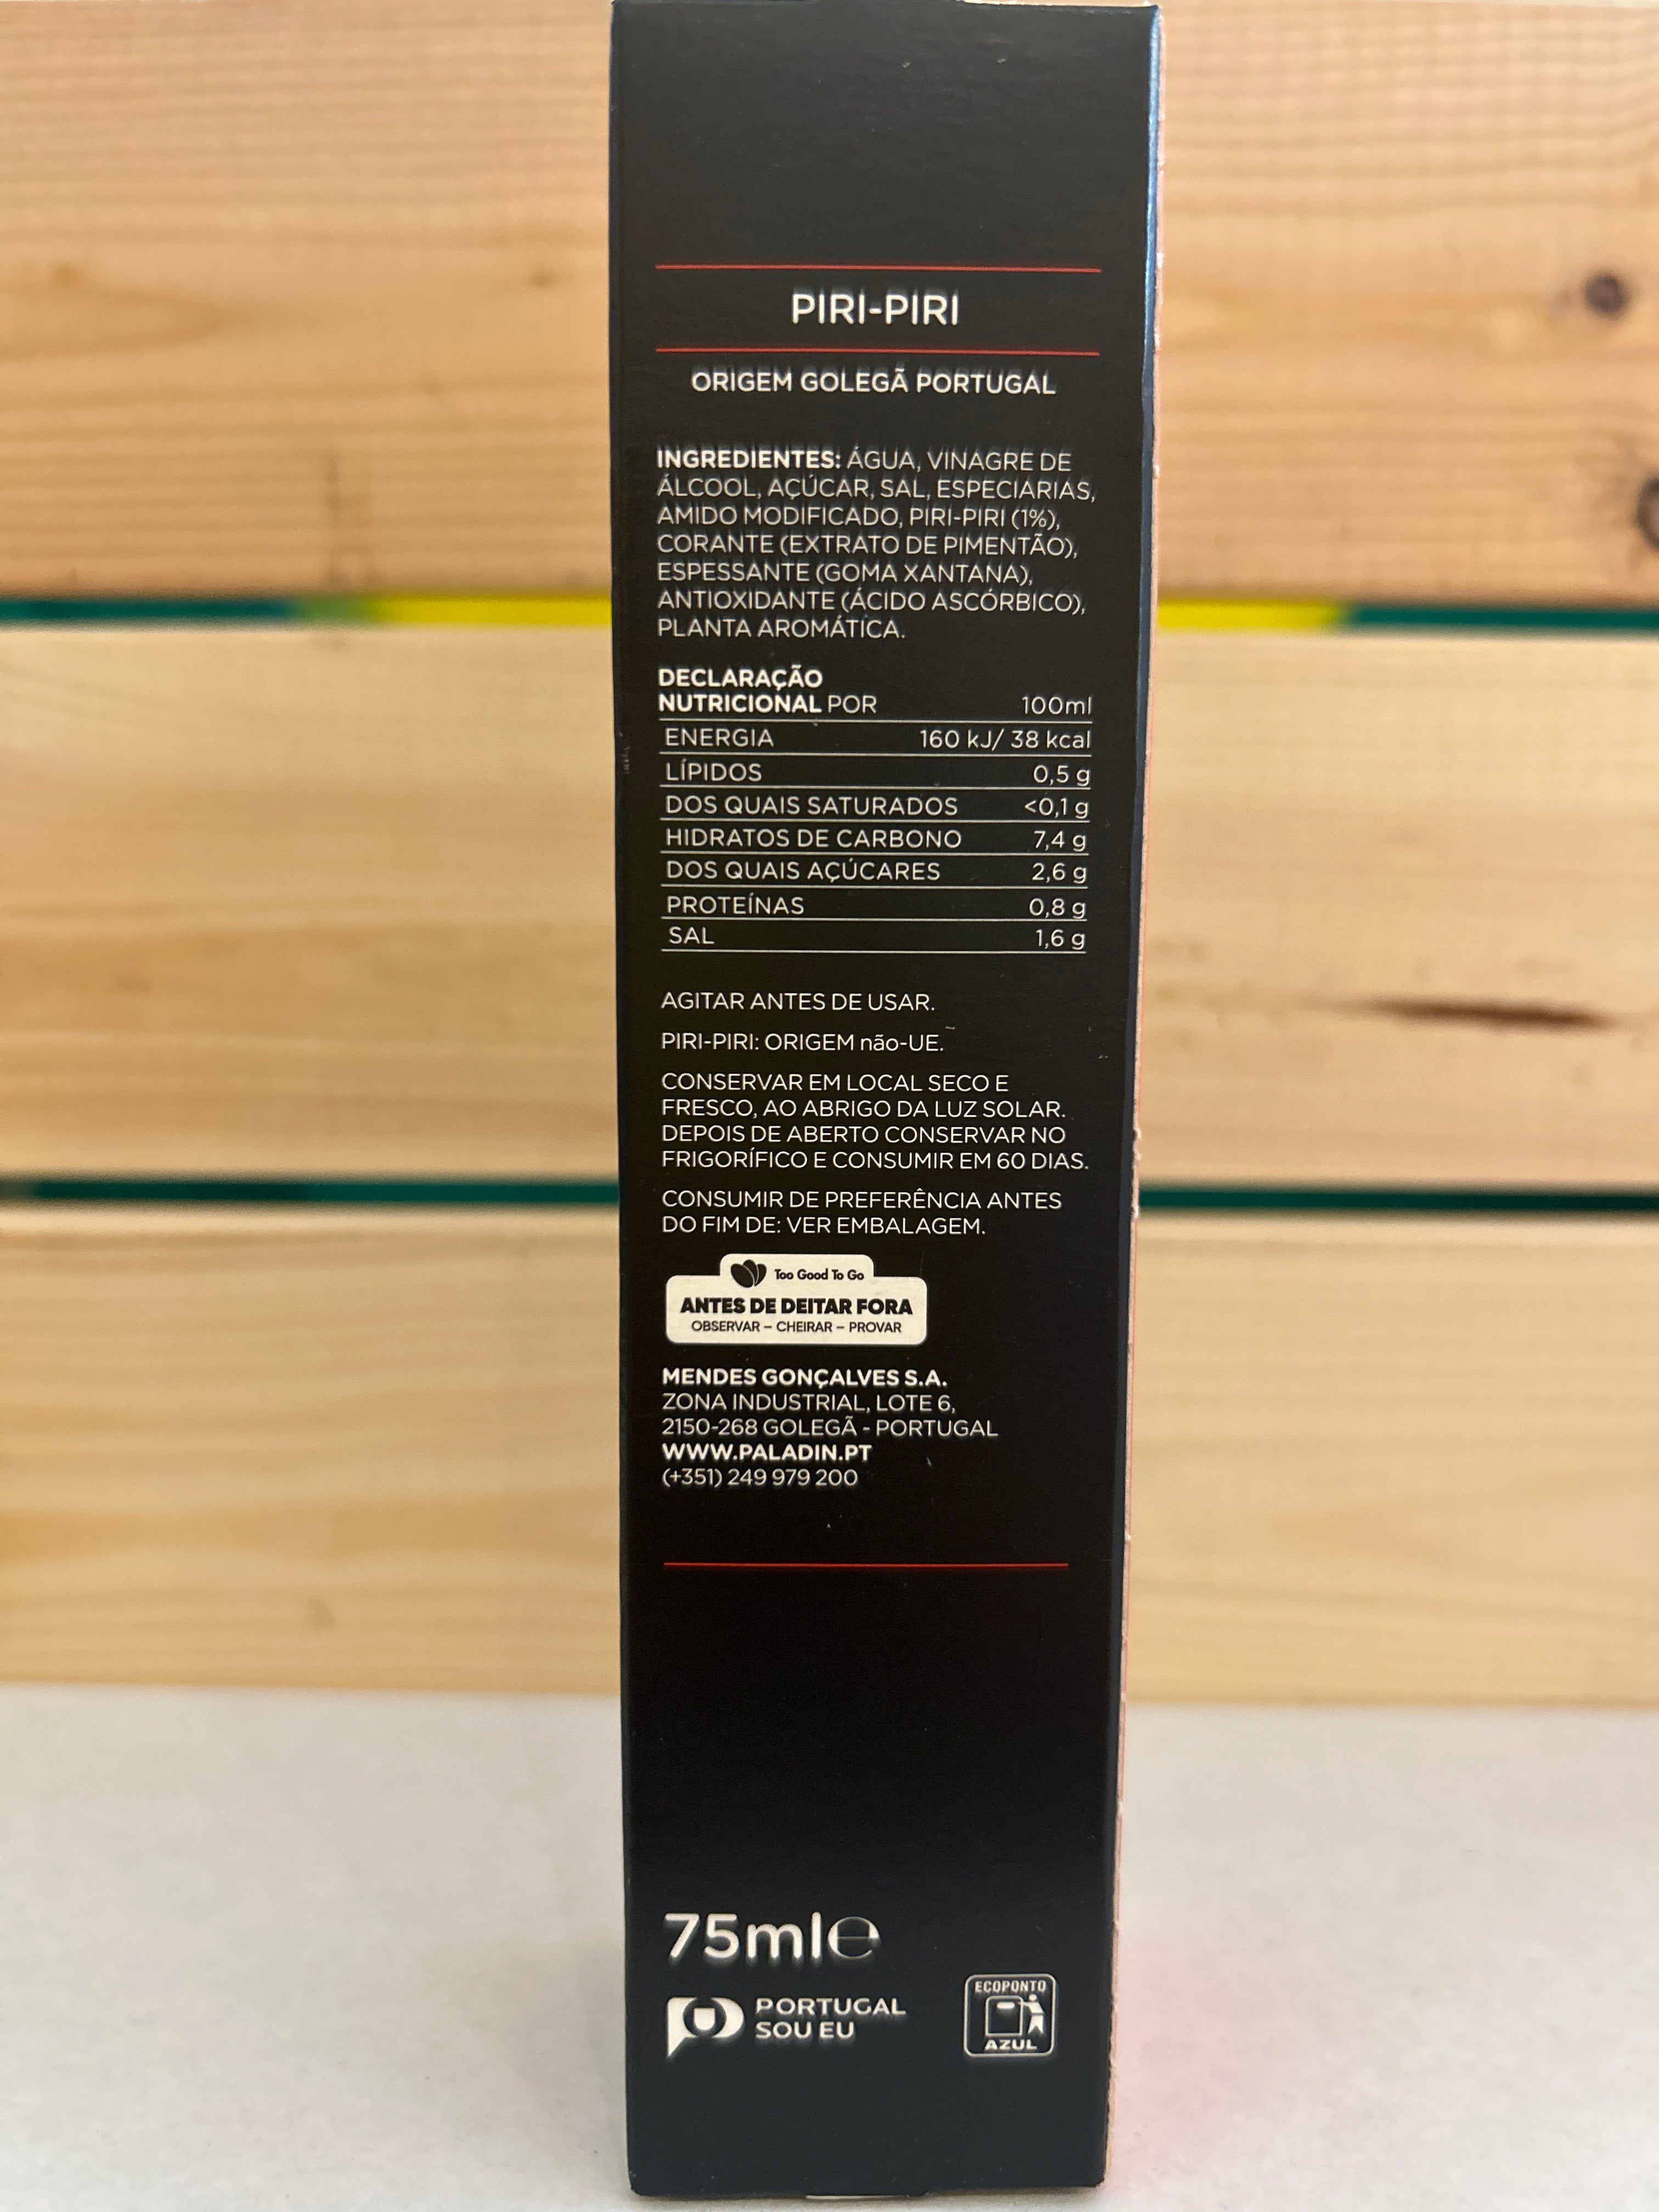 PIRI-PIRI
ORIGEM GOLEGÃ PORTUGAL
INGREDIENTES: ÁGUA, VINAGRE DE
ÁLCOOL, AÇÚCAR, SAL, ESPECIARIAS,
AMIDO MODIFICADO, PIRI-PIRI (1%),
CORANTE (EXTRATO DE PIMENTÃO),
ESPESSANTE (GOMA XANTANA),
ANTIOXIDANTE (ÁCIDO ASCÓRBICO),
PLANTA AROMÁTICA.
DECLARAÇÃO
NUTRICIONAL POR 100ml
ENERGIA 160 kJ/ 38 kcal
LÍPIDOS 0,5 g
DOS QUAIS SATURADOS <0,1 g
HIDRATOS DE CARBONO 7,4 g
DOS QUAIS AÇÚCARES 2,6 g
PROTEÍNAS 0,8 g
SAL 1,6 g
AGITAR ANTES DE USAR.
PIRI-PIRI: ORIGEM não-UE.
CONSERVAR EM LOCAL SECO E
FRESCO, AO ABRIGO DA LUZ SOLAR.
DEPOIS DE ABERTO CONSERVAR NO
FRIGORÍFICO E CONSUMIR EM 60 DIAS.
CONSUMIR DE PREFERÊNCIA ANTES
DO FIM DE: VER EMBALAGEM.
Too Good To Go
ANTES DE DEITAR FORA
OBSERVAR – CHEIRAR – PROVAR
MENDES GONÇALVES S.A.
ZONA INDUSTRIAL, LOTE 6,
2150-268 GOLEGÃ - PORTUGAL
WWW.PALADIN.PT
(+351) 249 979 200
75ml℮
PORTUGAL
SOU EU
ECOPONTO
AZUL